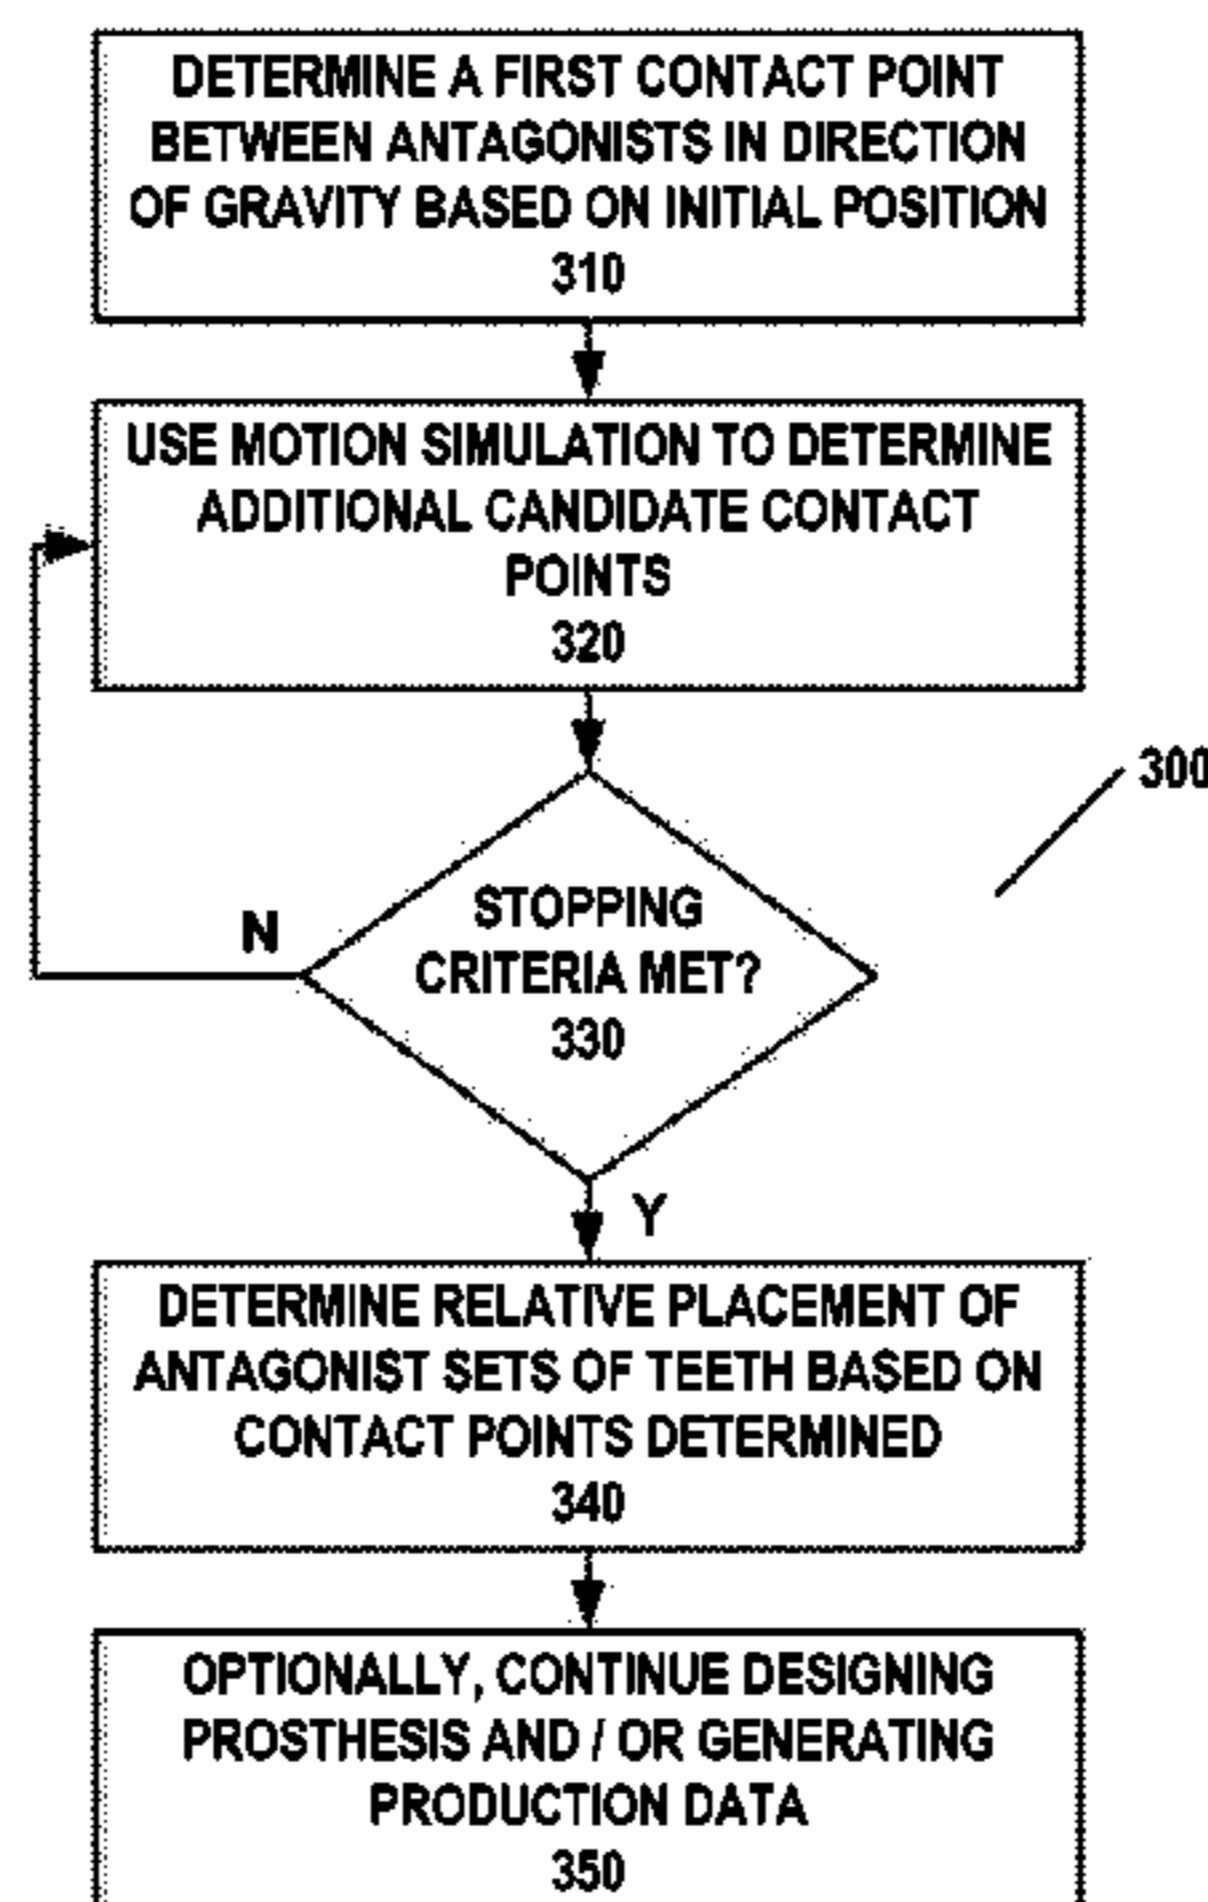 DETERMINE A FIRST CONTACT POINT
BETWEEN ANTAGONISTS IN DIRECTION
OF GRAVITY BASED ON INITIAL POSITION
310
USE MOTION SIMULATION TO DETERMINE
ADDITIONAL CANDIDATE CONTACT
POINTS
320
300
N
STOPPING
CRITERIA MET?
330
Y
DETERMINE RELATIVE PLACEMENT OF
ANTAGONIST SETS OF TEETH BASED ON
CONTACT POINTS DETERMINED
340
OPTIONALLY, CONTINUE DESIGNING
PROSTHESIS AND / OR GENERATING
PRODUCTION DATA
350